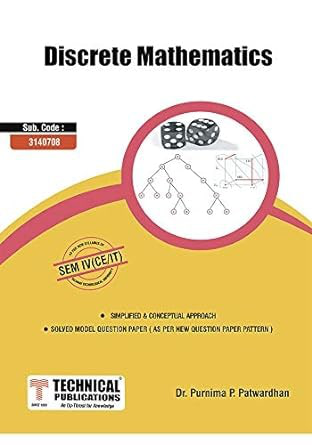 Discrete Mathematics
Sub. Code :
3140708
SEM IV(CE/IT)
• SIMPLIFIED & CONCEPTUAL APPROACH
• SOLVED MODEL QUESTION PAPER ( AS PER NEW QUESTION PAPER PATTERN )
TECHNICAL
PUBLICATIONS
An Up-Thrust for Knowledge
Dr. Purnima P. Patwardhan